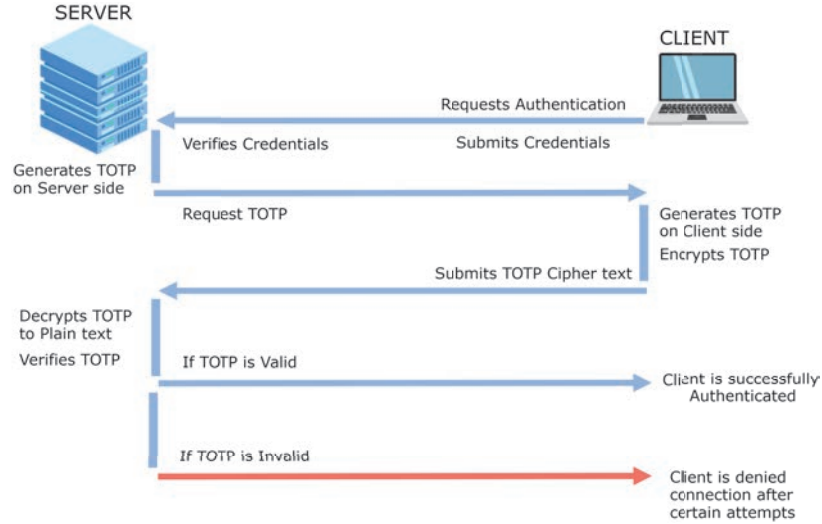 SERVER
CLIENT
Requests Authentication
Verifies Credentials
Submits Credentials
Generates TOTP
on Server side
Request TOTP
Generates TOTP
on Client side
Encrypts TOTP
Submits TOTP Cipher text
Decrypts TOTP
to Plain text
Verifies TOTP
If TOTP is Valid
Client is successfully
Authenticated
If TOTP is Invalid
Client is denied
connection after
certain attempts